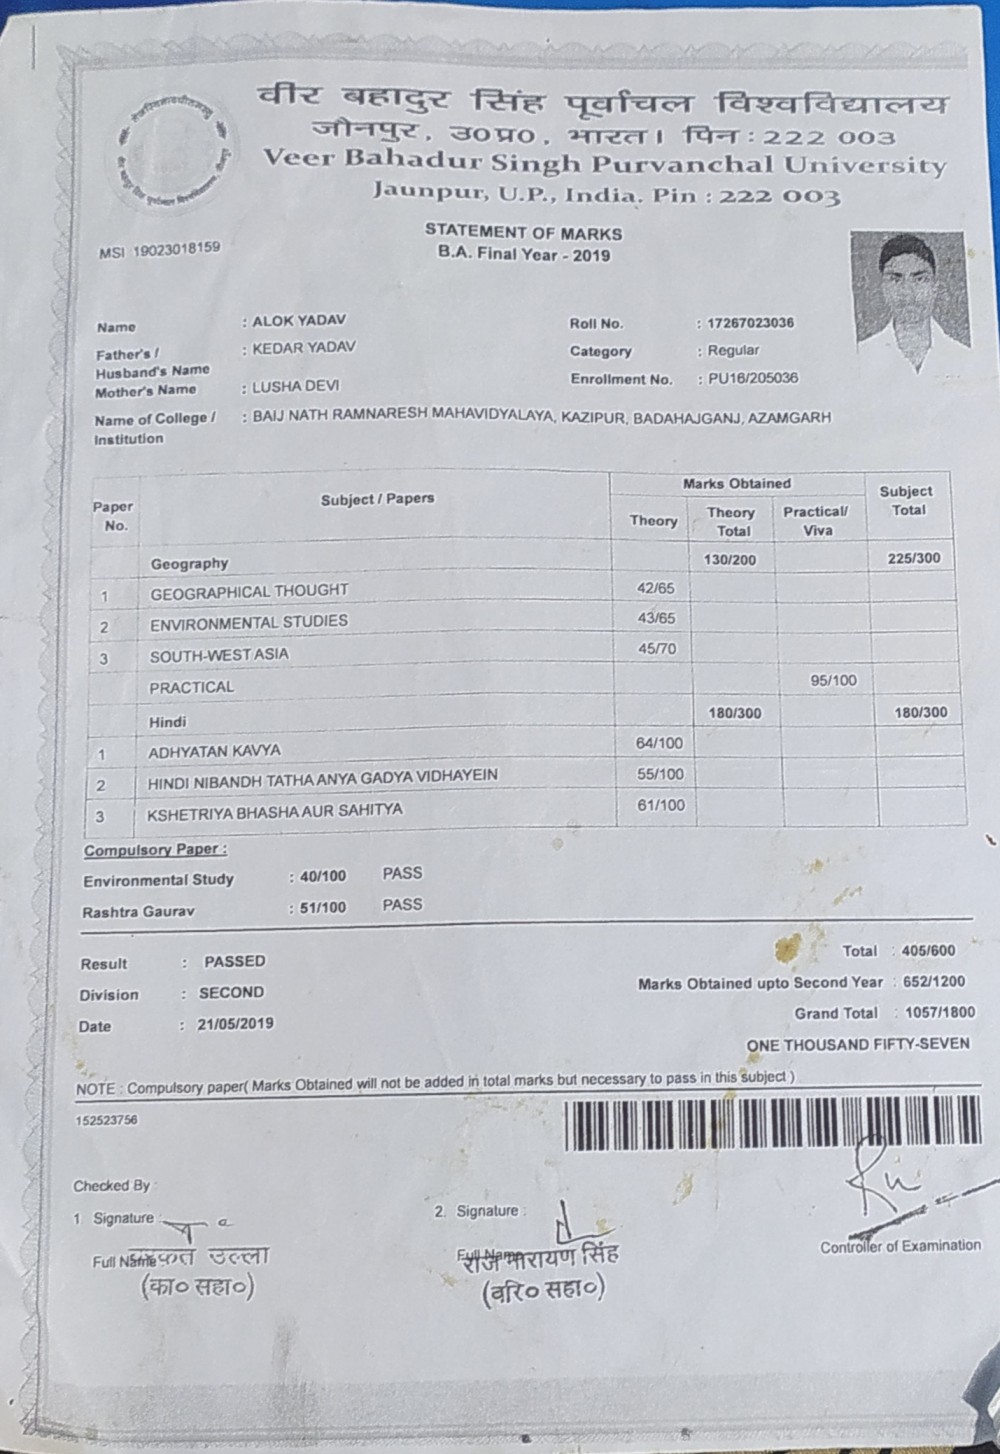 वीर बहादुर सिंह पूर्वांचल विश्वविद्यालय
जौनपुर, उ०प्र०, भारत। पिन : 222 003
Veer Bahadur Singh Purvanchal University
Jaunpur, U.P., India. Pin : 222 003
STATEMENT OF MARKS
B.A. Final Year - 2019
MSI 19023018159
Name : ALOK YADAV Roll No. : 17267023036
Father's / : KEDAR YADAV Category : Regular
Husband's Name
Mother's Name : LUSHA DEVI Enrollment No. : PU16/205036
Name of College / : BAIJ NATH RAMNARESH MAHAVIDYALAYA, KAZIPUR, BADAHAJGANJ, AZAMGARH
Institution
Paper No. Subject / Papers Marks Obtained Subject Total
Theory Theory Total Practical/ Viva
Geography 130/200 225/300
1 GEOGRAPHICAL THOUGHT 42/65
2 ENVIRONMENTAL STUDIES 43/65
3 SOUTH-WEST ASIA 45/70
PRACTICAL 95/100
Hindi 180/300 180/300
1 ADHYATAN KAVYA 64/100
2 HINDI NIBANDH TATHA ANYA GADYA VIDHAYEIN 55/100
3 KSHETRIYA BHASHA AUR SAHITYA 61/100
Compulsory Paper :
Environmental Study : 40/100 PASS
Rashtra Gaurav : 51/100 PASS
Result : PASSED Total : 405/600
Division : SECOND Marks Obtained upto Second Year : 652/1200
Date : 21/05/2019 Grand Total : 1057/1800
ONE THOUSAND FIFTY-SEVEN
NOTE : Compulsory paper( Marks Obtained will not be added in total marks but necessary to pass in this subject )
152523756
Checked By :
1 Signature : 2. Signature :
Full Name उल्ला Full Name राज नारायण सिंह Controller of Examination
(का० सहा०) (वरि० सहा०)